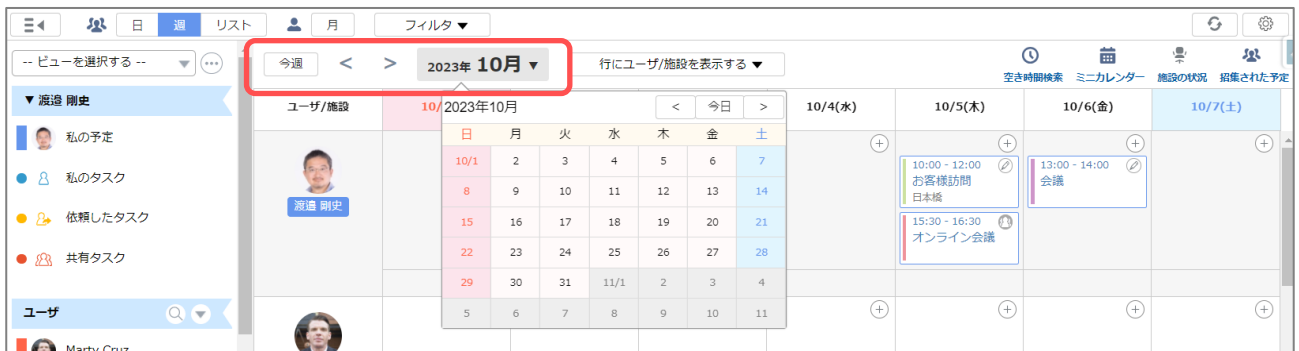 日 週 リスト 月 フィルタ ▼
-- ビューを選択する --
今週 < > 2023年 10月 ▼ 行にユーザ/施設を表示する ▼
空き時間検索 ミニカレンダー 施設の状況 招集された予定
▼ 渡邉 剛史
私の予定
私のタスク
依頼したタスク
共有タスク
ユーザ
Marty Cruz
ユーザ/施設 10/ 10/4(水) 10/5(木) 10/6(金) 10/7(土)
2023年10月 < 今日 >
日 月 火 水 木 金 土
10/1 2 3 4 5 6 7
8 9 10 11 12 13 14
15 16 17 18 19 20 21
22 23 24 25 26 27 28
29 30 31 11/1 2 3 4
5 6 7 8 9 10 11
渡邉 剛史
10:00 - 12:00
お客様訪問
日本橋
15:30 - 16:30
オンライン会議
13:00 - 14:00
会議